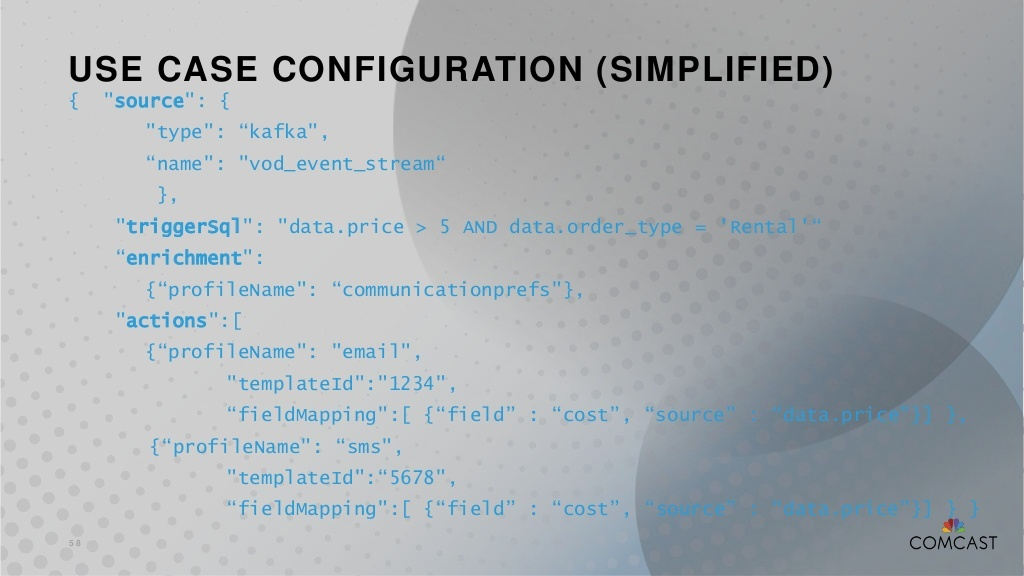 USE CASE CONFIGURATION (SIMPLIFIED)
{  "source": {
"type": “kafka",
“name": "vod_event_stream“
},
"triggerSql": "data.price > 5 AND data.order_type = 'Rental'“
“enrichment":
{“profileName": “communicationprefs"},
"actions":[
{“profileName": "email",
"templateId":"1234",
“fieldMapping":[ {“field” : “cost”, “source” : “data.price”}] },
{“profileName": “sms",
"templateId":“5678",
“fieldMapping":[ {“field” : “cost”, “source” : “data.price”}] } }
58
COMCAST